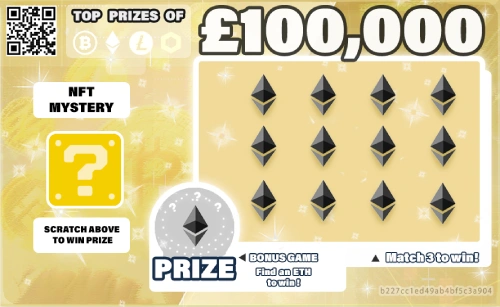 TOP PRIZES OF
£100,000
NFT
MYSTERY
?
SCRATCH ABOVE
TO WIN PRIZE
? ? ?
PRIZE
BONUS GAME
Find an ETH
to win !
Match 3 to win!
b227cc1ed49ab4bf5c3a904